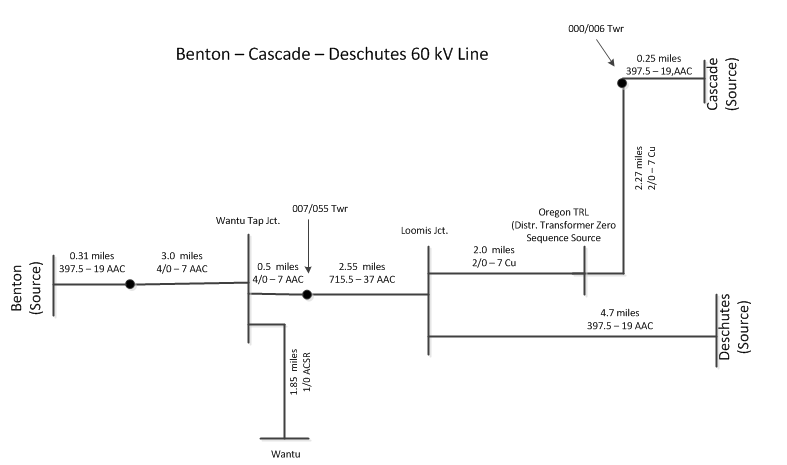 Benton – Cascade – Deschutes 60 kV Line
000/006 Twr
0.25 miles
397.5 – 19,AAC
Cascade
(Source)
2.27 miles
2/0 – 7 Cu
007/055 Twr
Wantu Tap Jct.
Loomis Jct.
Oregon TRL
(Distr. Transformer Zero
Sequence Source
Benton
(Source)
0.31 miles
397.5 – 19 AAC
3.0 miles
4/0 – 7 AAC
0.5 miles
4/0 – 7 AAC
2.55 miles
715.5 – 37 AAC
2.0 miles
2/0 – 7 Cu
4.7 miles
397.5 – 19 AAC
Deschutes
(Source)
1.85 miles
1/0 ACSR
Wantu